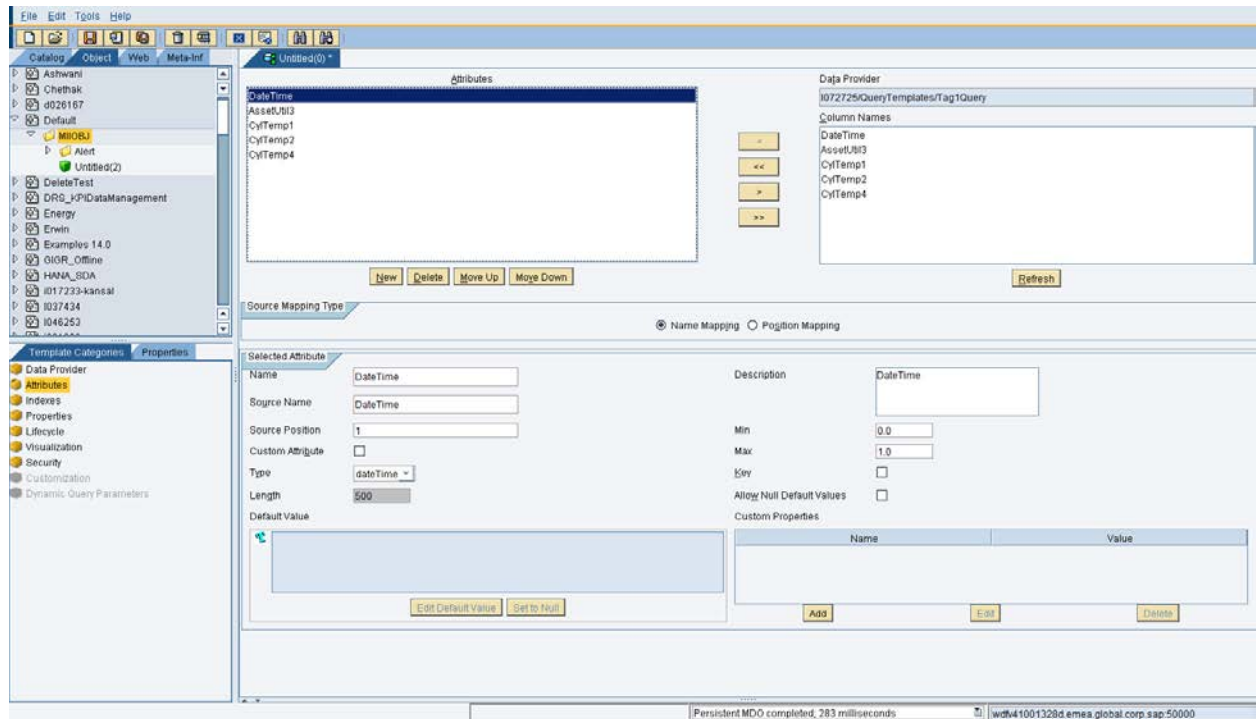 File Edit Tools Help
Catalog Object Web Meta-Inf
Untitled(0) *
Ashwani
Chethak
d026167
Default
MIIOBJ
Alert
Untitled(2)
DeleteTest
DRS_KPIDataManagement
Energy
Erwin
Examples 14.0
GIGR_Offline
HANA_SDA
i017233-kansal
I037434
I046253
Template Categories Properties
Data Provider
Attributes
Indexes
Properties
Lifecycle
Visualization
Security
Customization
Dynamic Query Parameters
Attributes
DateTime
AssetUtil3
CylTemp1
CylTemp2
CylTemp4
<
<<
>
>>
Data Provider
I072725/QueryTemplates/Tag1Query
Column Names
DateTime
AssetUtil3
CylTemp1
CylTemp2
CylTemp4
New Delete Move Up Move Down
Refresh
Source Mapping Type
Name Mapping Position Mapping
Selected Attribute
Name DateTime
Source Name DateTime
Source Position 1
Custom Attribute
Type dateTime
Length 500
Default Value
Edit Default Value Set to Null
Description DateTime
Min 0.0
Max 1.0
Key
Allow Null Default Values
Custom Properties
Name Value
Add Edit Delete
Persistent MDO completed, 283 milliseconds
wdfv41001328d.emea.global.corp.sap:50000